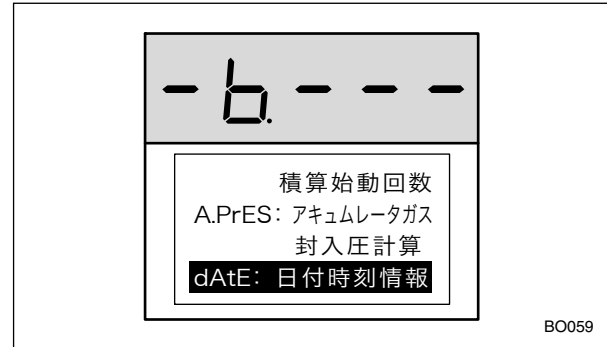 -b.---
積算始動回数
A.PrES: アキュムレータガス
封入圧計算
dAtE: 日付時刻情報
BO059